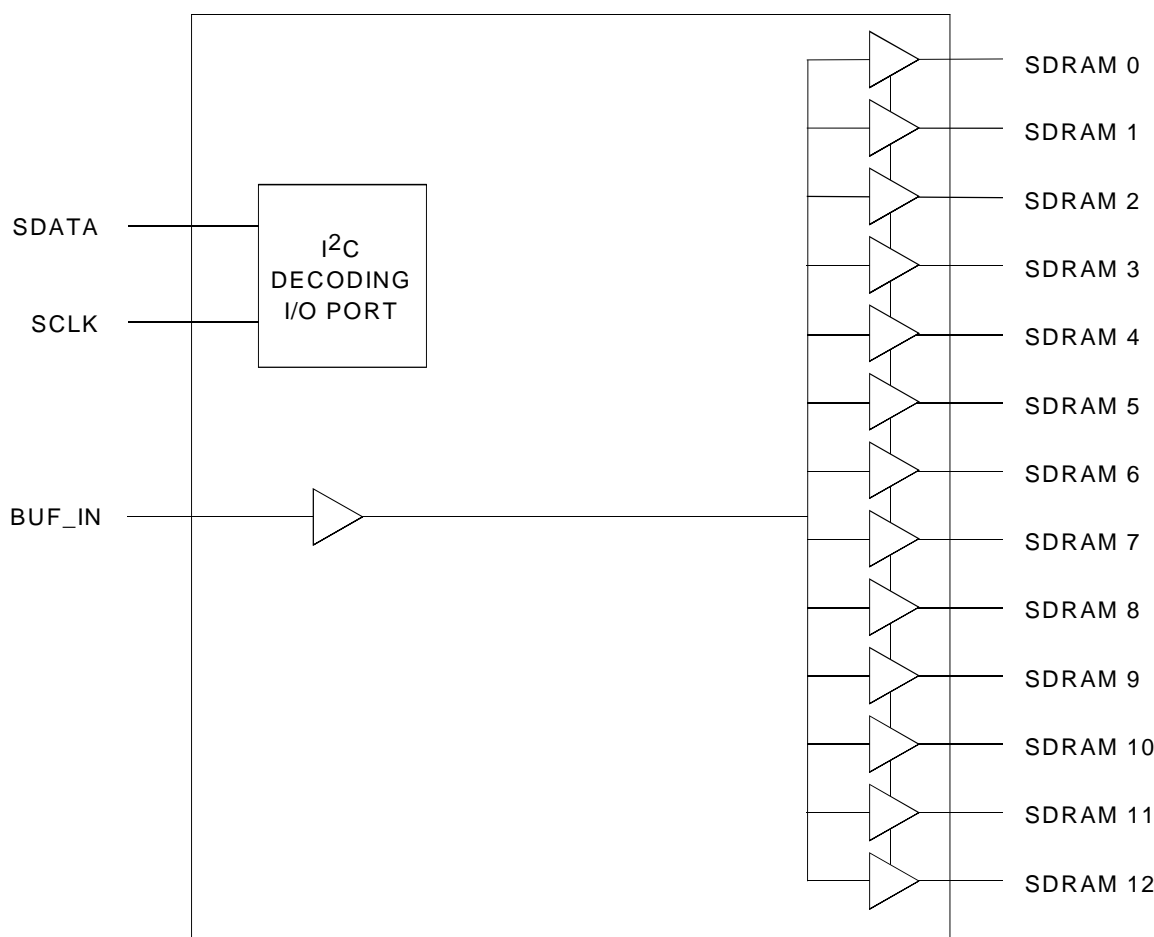 SDATA
SCLK
I²C
DECODING
I/O PORT
BUF_IN
SDRAM 0
SDRAM 1
SDRAM 2
SDRAM 3
SDRAM 4
SDRAM 5
SDRAM 6
SDRAM 7
SDRAM 8
SDRAM 9
SDRAM 10
SDRAM 11
SDRAM 12